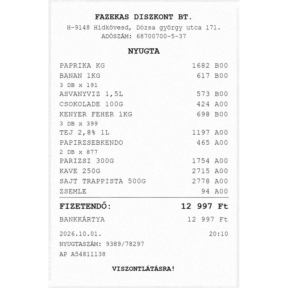 FAZEKAS DISZKONT BT.
H-9148 Hidkövesd, Dózsa györgy utca 171.
ADÓSZÁM: 68700700-5-37
NYUGTA
PAPRIKA KG 1682 B00
BANAN 1KG 617 B00
3 DB x 191
ASVANYVIZ 1,5L 573 B00
CSOKOLADE 100G 424 A00
KENYER FEHER 1KG 698 B00
3 DB x 399
TEJ 2,8% 1L 1197 A00
PAPIRZSEBKENDO 465 A00
2 DB x 877
PARIZSI 300G 1754 A00
KAVE 250G 2715 A00
SAJT TRAPPISTA 500G 2778 A00
ZSEMLE 94 A00
FIZETENDŐ: 12 997 Ft
BANKKÁRTYA 12 997 Ft
2026.10.01. 20:10
NYUGTASZÁM: 9389/78297
AP A54811138
VISZONTLÁTÁSRA!